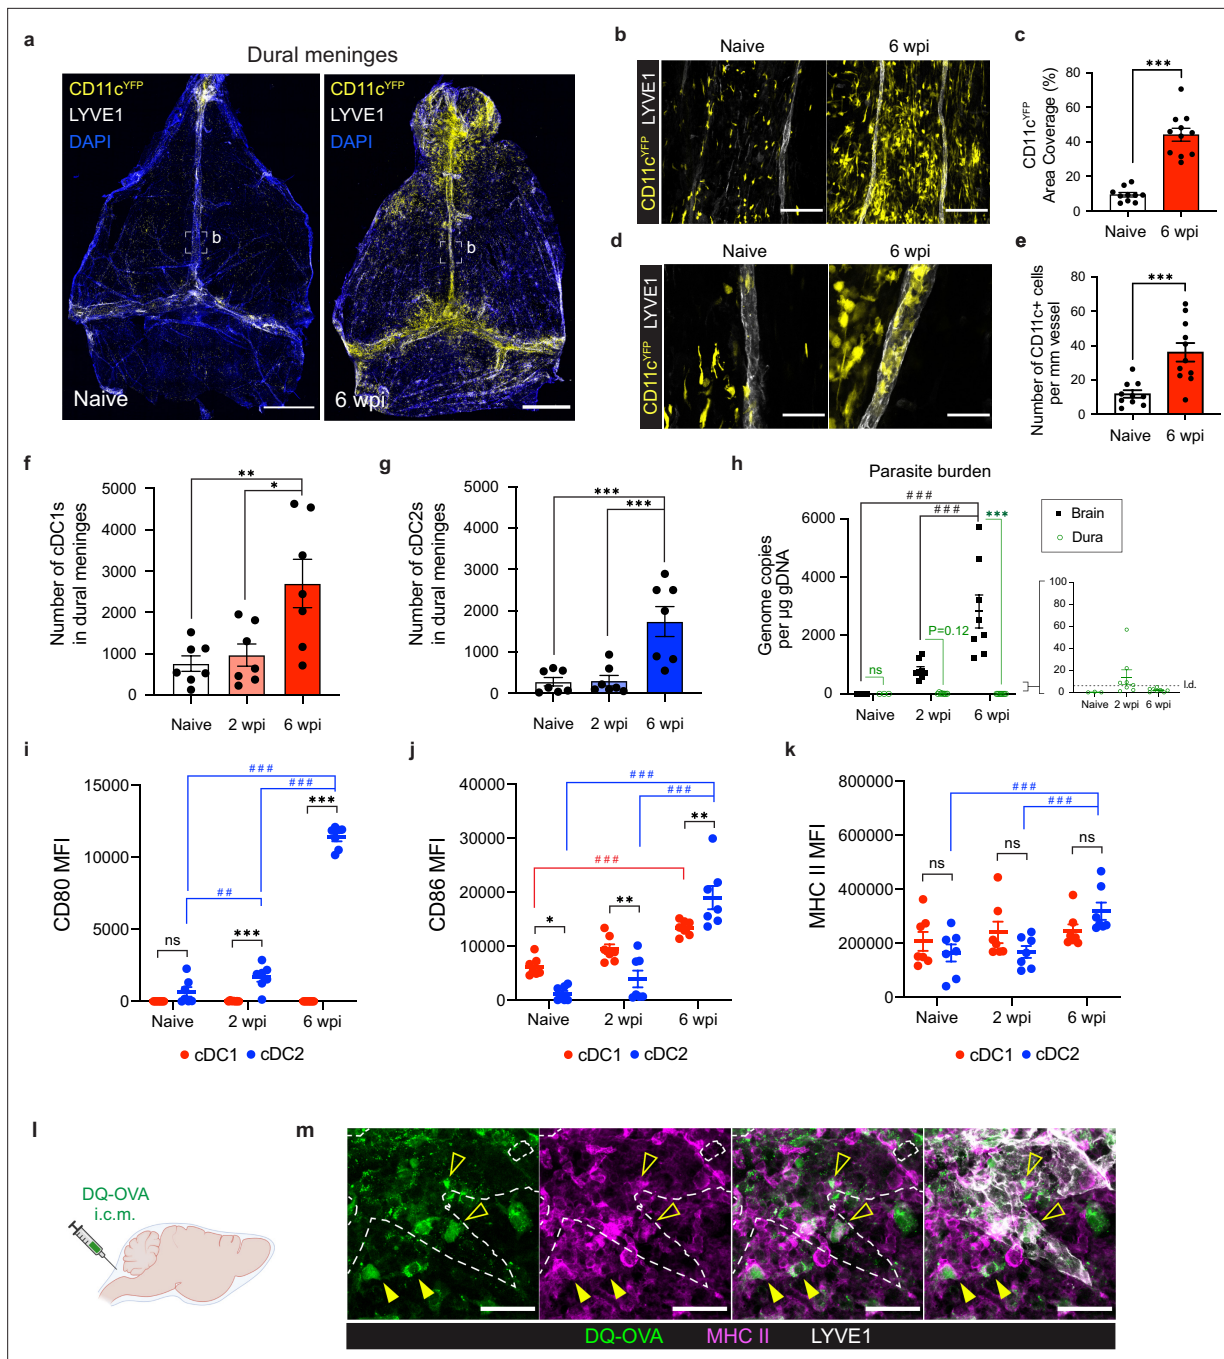 a
Dural meninges
CD11cYFP
LYVE1
DAPI
b
Naive
CD11cYFP
LYVE1
DAPI
b
6 wpi
b
Naive
6 wpi
CD11cYFP LYVE1
c
***
CD11cYFP
Area Coverage (%)
80
60
40
20
0
Naive
6 wpi
d
Naive
6 wpi
CD11cYFP LYVE1
e
***
Number of CD11c+ cells
per mm vessel
80
60
40
20
0
Naive
6 wpi
f
**
*
Number of cDC1s
in dural meninges
5000
4000
3000
2000
1000
0
Naive
2 wpi
6 wpi
g
***
***
Number of cDC2s
in dural meninges
5000
4000
3000
2000
1000
0
Naive
2 wpi
6 wpi
h
Parasite burden
###
###
***
P=0.12
ns
Genome copies
per µg gDNA
6000
4000
2000
0
Naive
2 wpi
6 wpi
Brain
Dura
100
80
60
40
20
0
l.d.
Naive
2 wpi
6 wpi
i
###
###
***
##
***
ns
CD80 MFI
15000
10000
5000
0
Naive
2 wpi
6 wpi
cDC1
cDC2
j
###
###
**
###
**
*
CD86 MFI
40000
30000
20000
10000
0
Naive
2 wpi
6 wpi
cDC1
cDC2
k
###
###
ns
ns
ns
MHC II MFI
800000
600000
400000
200000
0
Naive
2 wpi
6 wpi
cDC1
cDC2
l
DQ-OVA
i.c.m.
m
DQ-OVA MHC II LYVE1